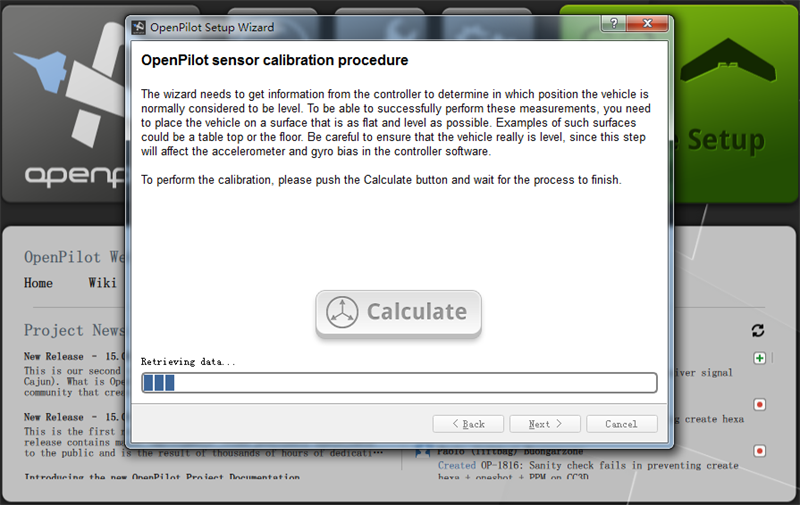 OpenPilot Setup Wizard
OpenPilot sensor calibration procedure
The wizard needs to get information from the controller to determine in which position the vehicle is
normally considered to be level. To be able to successfully perform these measurements, you need
to place the vehicle on a surface that is as flat and level as possible. Examples of such surfaces
could be a table top or the floor. Be careful to ensure that the vehicle really is level, since this step
will affect the accelerometer and gyro bias in the controller software.
To perform the calibration, please push the Calculate button and wait for the process to finish.
Calculate
Retrieving data...
< Back
Next >
Cancel
openp
Setup
OpenPilot We
Home
Wiki
Project News
New Release - 15.0
This is our second
Cajun). What is Ope
community that crea
New Release - 15.0
This is the first
release contains
to the public and is the result of thousands of hours of dedicati…
Introducing the new OpenPilot Project Documentation
ver signal
g create hexa
Buongarzone
Created OP-1816: Sanity check fails in preventing create
hexa + oneshot + PPM on CC3D